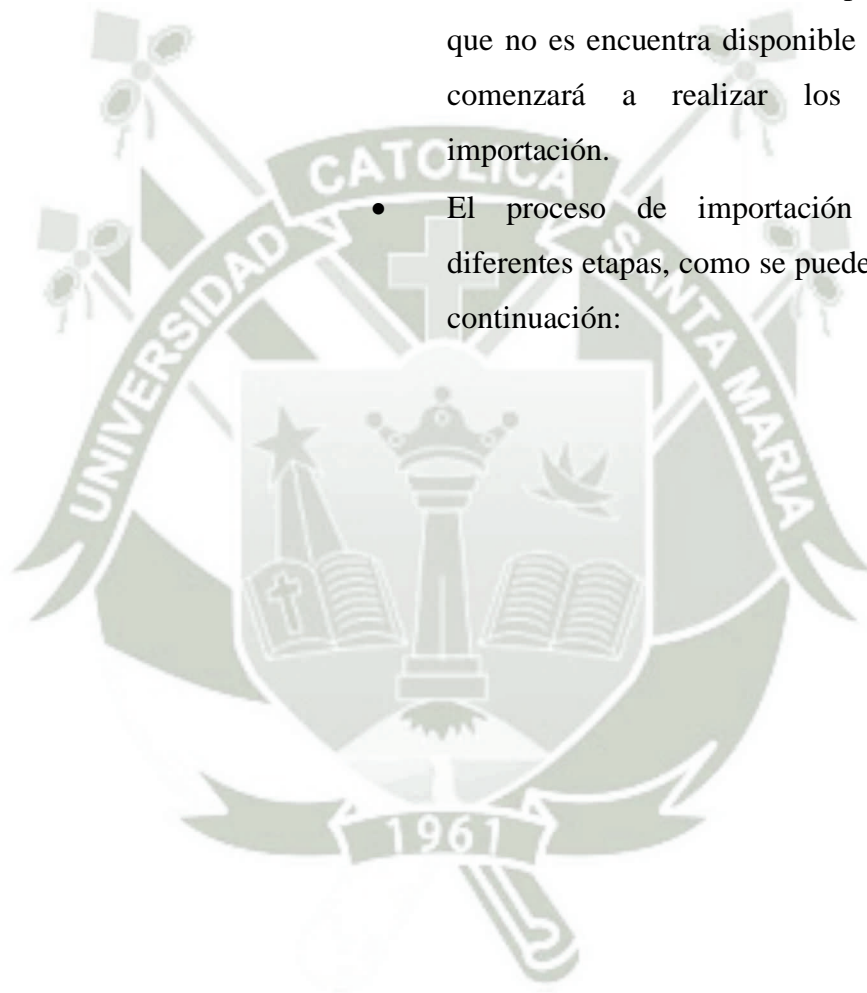 que no es encuentra disponible
comenzará a realizar los
importación.
• El proceso de importación
diferentes etapas, como se puede
continuación:
CATOLICA
UNIVERSIDAD
SANTA MARIA
1961